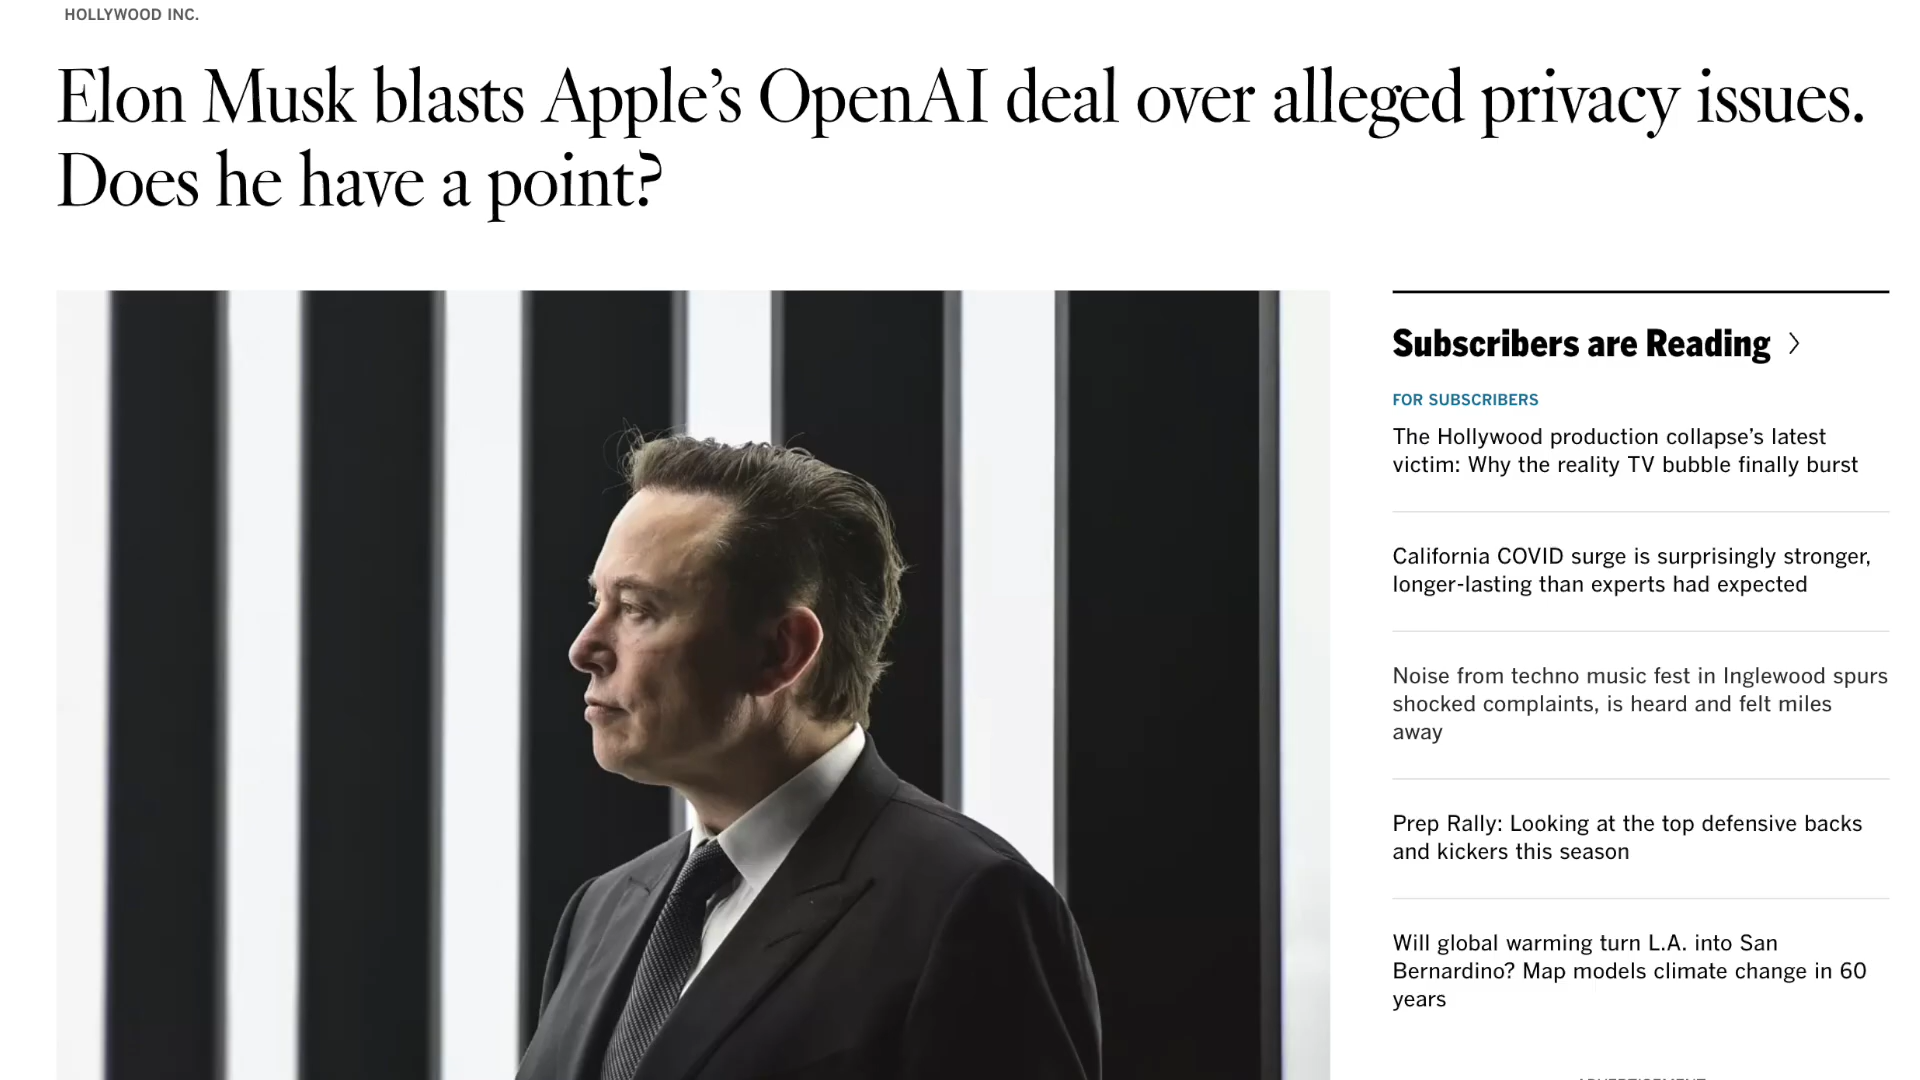 HOLLYWOOD INC.
Elon Musk blasts Apple’s OpenAI deal over alleged privacy issues.
Does he have a point?
Subscribers are Reading
FOR SUBSCRIBERS
The Hollywood production collapse’s latest
victim: Why the reality TV bubble finally burst
California COVID surge is surprisingly stronger,
longer-lasting than experts had expected
Noise from techno music fest in Inglewood spurs
shocked complaints, is heard and felt miles
away
Prep Rally: Looking at the top defensive backs
and kickers this season
Will global warming turn L.A. into San
Bernardino? Map models climate change in 60
years